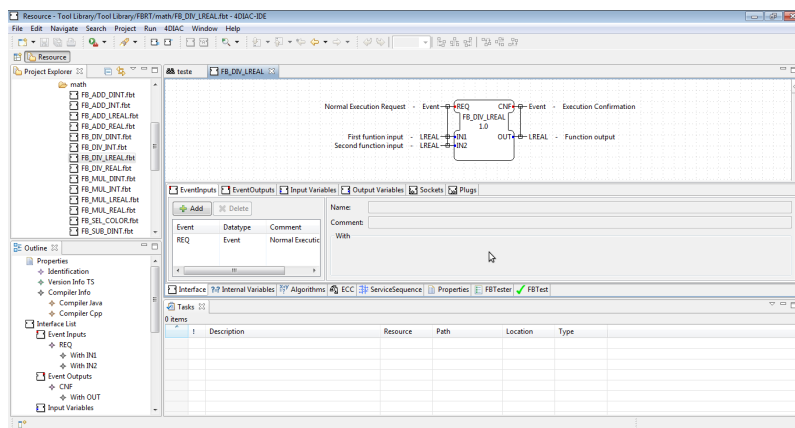 Resource - Tool Library/Tool Library/FBRT/math/FB_DIV_LREAL.fbt - 4DIAC-IDE
File Edit Navigate Search Project Run 4DIAC Window Help
Resource
Project Explorer
math
FB_ADD_DINT.fbt
FB_ADD_INT.fbt
FB_ADD_LREAL.fbt
FB_ADD_REAL.fbt
FB_DIV_DINT.fbt
FB_DIV_INT.fbt
FB_DIV_LREAL.fbt
FB_DIV_REAL.fbt
FB_MUL_DINT.fbt
FB_MUL_INT.fbt
FB_MUL_LREAL.fbt
FB_MUL_REAL.fbt
FB_SEL_COLOR.fbt
FB_SUB_DINT.fbt
Outline
Properties
Identification
Version Info TS
Compiler Info
Compiler Java
Compiler Cpp
Interface List
Event Inputs
REQ
With IN1
With IN2
Event Outputs
CNF
With OUT
Input Variables
teste FB_DIV_LREAL
Normal Execution Request - Event REQ CNF Event - Execution Confirmation
FB_DIV_LREAL
1.0
First funtion input - LREAL IN1 OUT LREAL - Function output
Second function input - LREAL IN2
EventInputs EventOutputs Input Variables Output Variables Sockets Plugs
Add Delete
Event Datatype Comment
REQ Event Normal Executic
Name:
Comment:
With
Interface Internal Variables Algorithms ECC ServiceSequence Properties FBTester FBTest
Tasks
0 items
! Description Resource Path Location Type